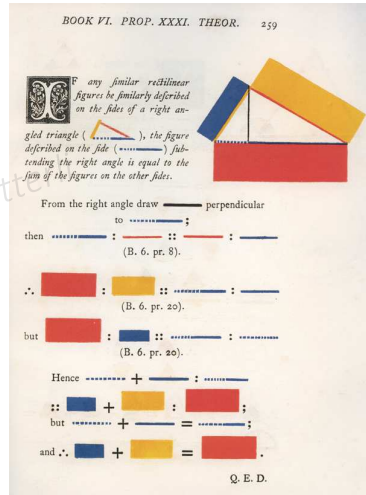 BOOK VI. PROP. XXXI. THEOR. 259
IF any ſimilar rectilinear
figures be ſimilarly deſcribed
on the ſides of a right an-
gled triangle ( ), the figure
deſcribed on the ſide ( ) ſub-
tending the right angle is equal to the
ſum of the figures on the other ſides.
From the right angle draw perpendicular
to ;
then : :: :
(B. 6. pr. 8).
∴ : :: :
(B. 6. pr. 20).
but : :: :
(B. 6. pr. 20).
Hence + :
:: + : ;
but + = ;
and ∴ + = .
Q. E. D.